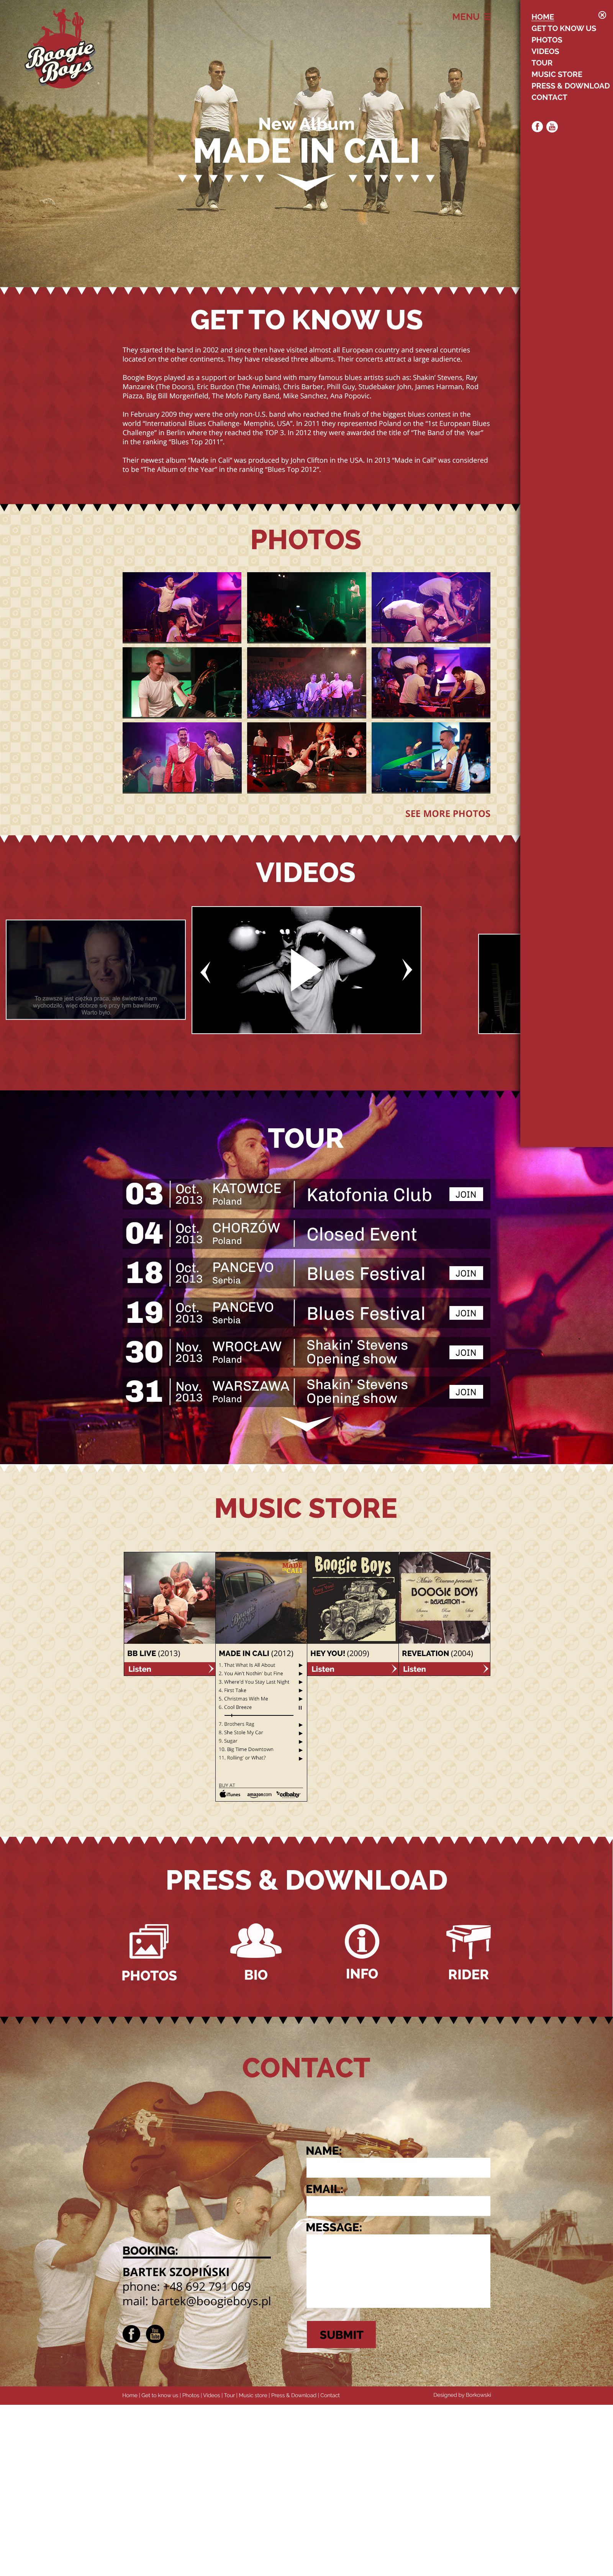 Boogie
Boys
MENU
HOME
GET TO KNOW US
PHOTOS
VIDEOS
TOUR
MUSIC STORE
PRESS & DOWNLOAD
CONTACT
New Album
MADE IN CALI
GET TO KNOW US
They started the band in 2002 and since then have visited almost all European country and several countries
located on the other continents. They have released three albums. Their concerts attract a large audience.
Boogie Boys played as a support or back-up band with many famous blues artists such as: Shakin' Stevens, Ray
Manzarek (The Doors), Eric Burdon (The Animals), Chris Barber, Phill Guy, Studebaker John, James Harman, Rod
Piazza, Big Bill Morgenfield, The Mofo Party Band, Mike Sanchez, Ana Popovic.
In February 2009 they were the only non-U.S. band who reached the finals of the biggest blues contest in the
world "International Blues Challenge- Memphis, USA". In 2011 they represented Poland on the "1st European Blues
Challenge" in Berlin where they reached the TOP 3. In 2012 they were awarded the title of "The Band of the Year"
in the ranking "Blues Top 2011".
Their newest album "Made in Cali" was produced by John Clifton in the USA. In 2013 "Made in Cali" was considered
to be "The Album of the Year" in the ranking "Blues Top 2012".
PHOTOS
SEE MORE PHOTOS
VIDEOS
To zawsze jest ciężka praca, ale świetnie nam
wychodziło, więc dobrze się przy tym bawiliśmy.
Warto było.
TOUR
03 Oct. 2013 KATOWICE Poland Katofonia Club JOIN
04 Oct. 2013 CHORZÓW Poland Closed Event
18 Oct. 2013 PANCEVO Serbia Blues Festival JOIN
19 Oct. 2013 PANCEVO Serbia Blues Festival JOIN
30 Nov. 2013 WROCŁAW Poland Shakin' Stevens Opening show JOIN
31 Nov. 2013 WARSZAWA Poland Shakin' Stevens Opening show JOIN
MUSIC STORE
MADE IN CALI
Boogie Boys
Boogie Boys
Music Cinema presents
BOOGIE BOYS
REVELATION
BB LIVE (2013)
Listen
MADE IN CALI (2012)
1. That What Is All About
2. You Ain't Nothin' but Fine
3. Where'd You Stay Last Night
4. First Take
5. Christmas With Me
6. Cool Breeze
7. Brothers Rag
8. She Stole My Car
9. Sugar
10. Big Time Downtown
11. Rolling' or What?
BUY AT
iTunes amazon.com cdbaby
HEY YOU! (2009)
Listen
REVELATION (2004)
Listen
PRESS & DOWNLOAD
PHOTOS
BIO
INFO
RIDER
CONTACT
NAME:
EMAIL:
MESSAGE:
SUBMIT
BOOKING:
BARTEK SZOPIŃSKI
phone: +48 692 791 069
mail: bartek@boogieboys.pl
Home | Get to know us | Photos | Videos | Tour | Music store | Press & Download | Contact
Designed by Borkowski